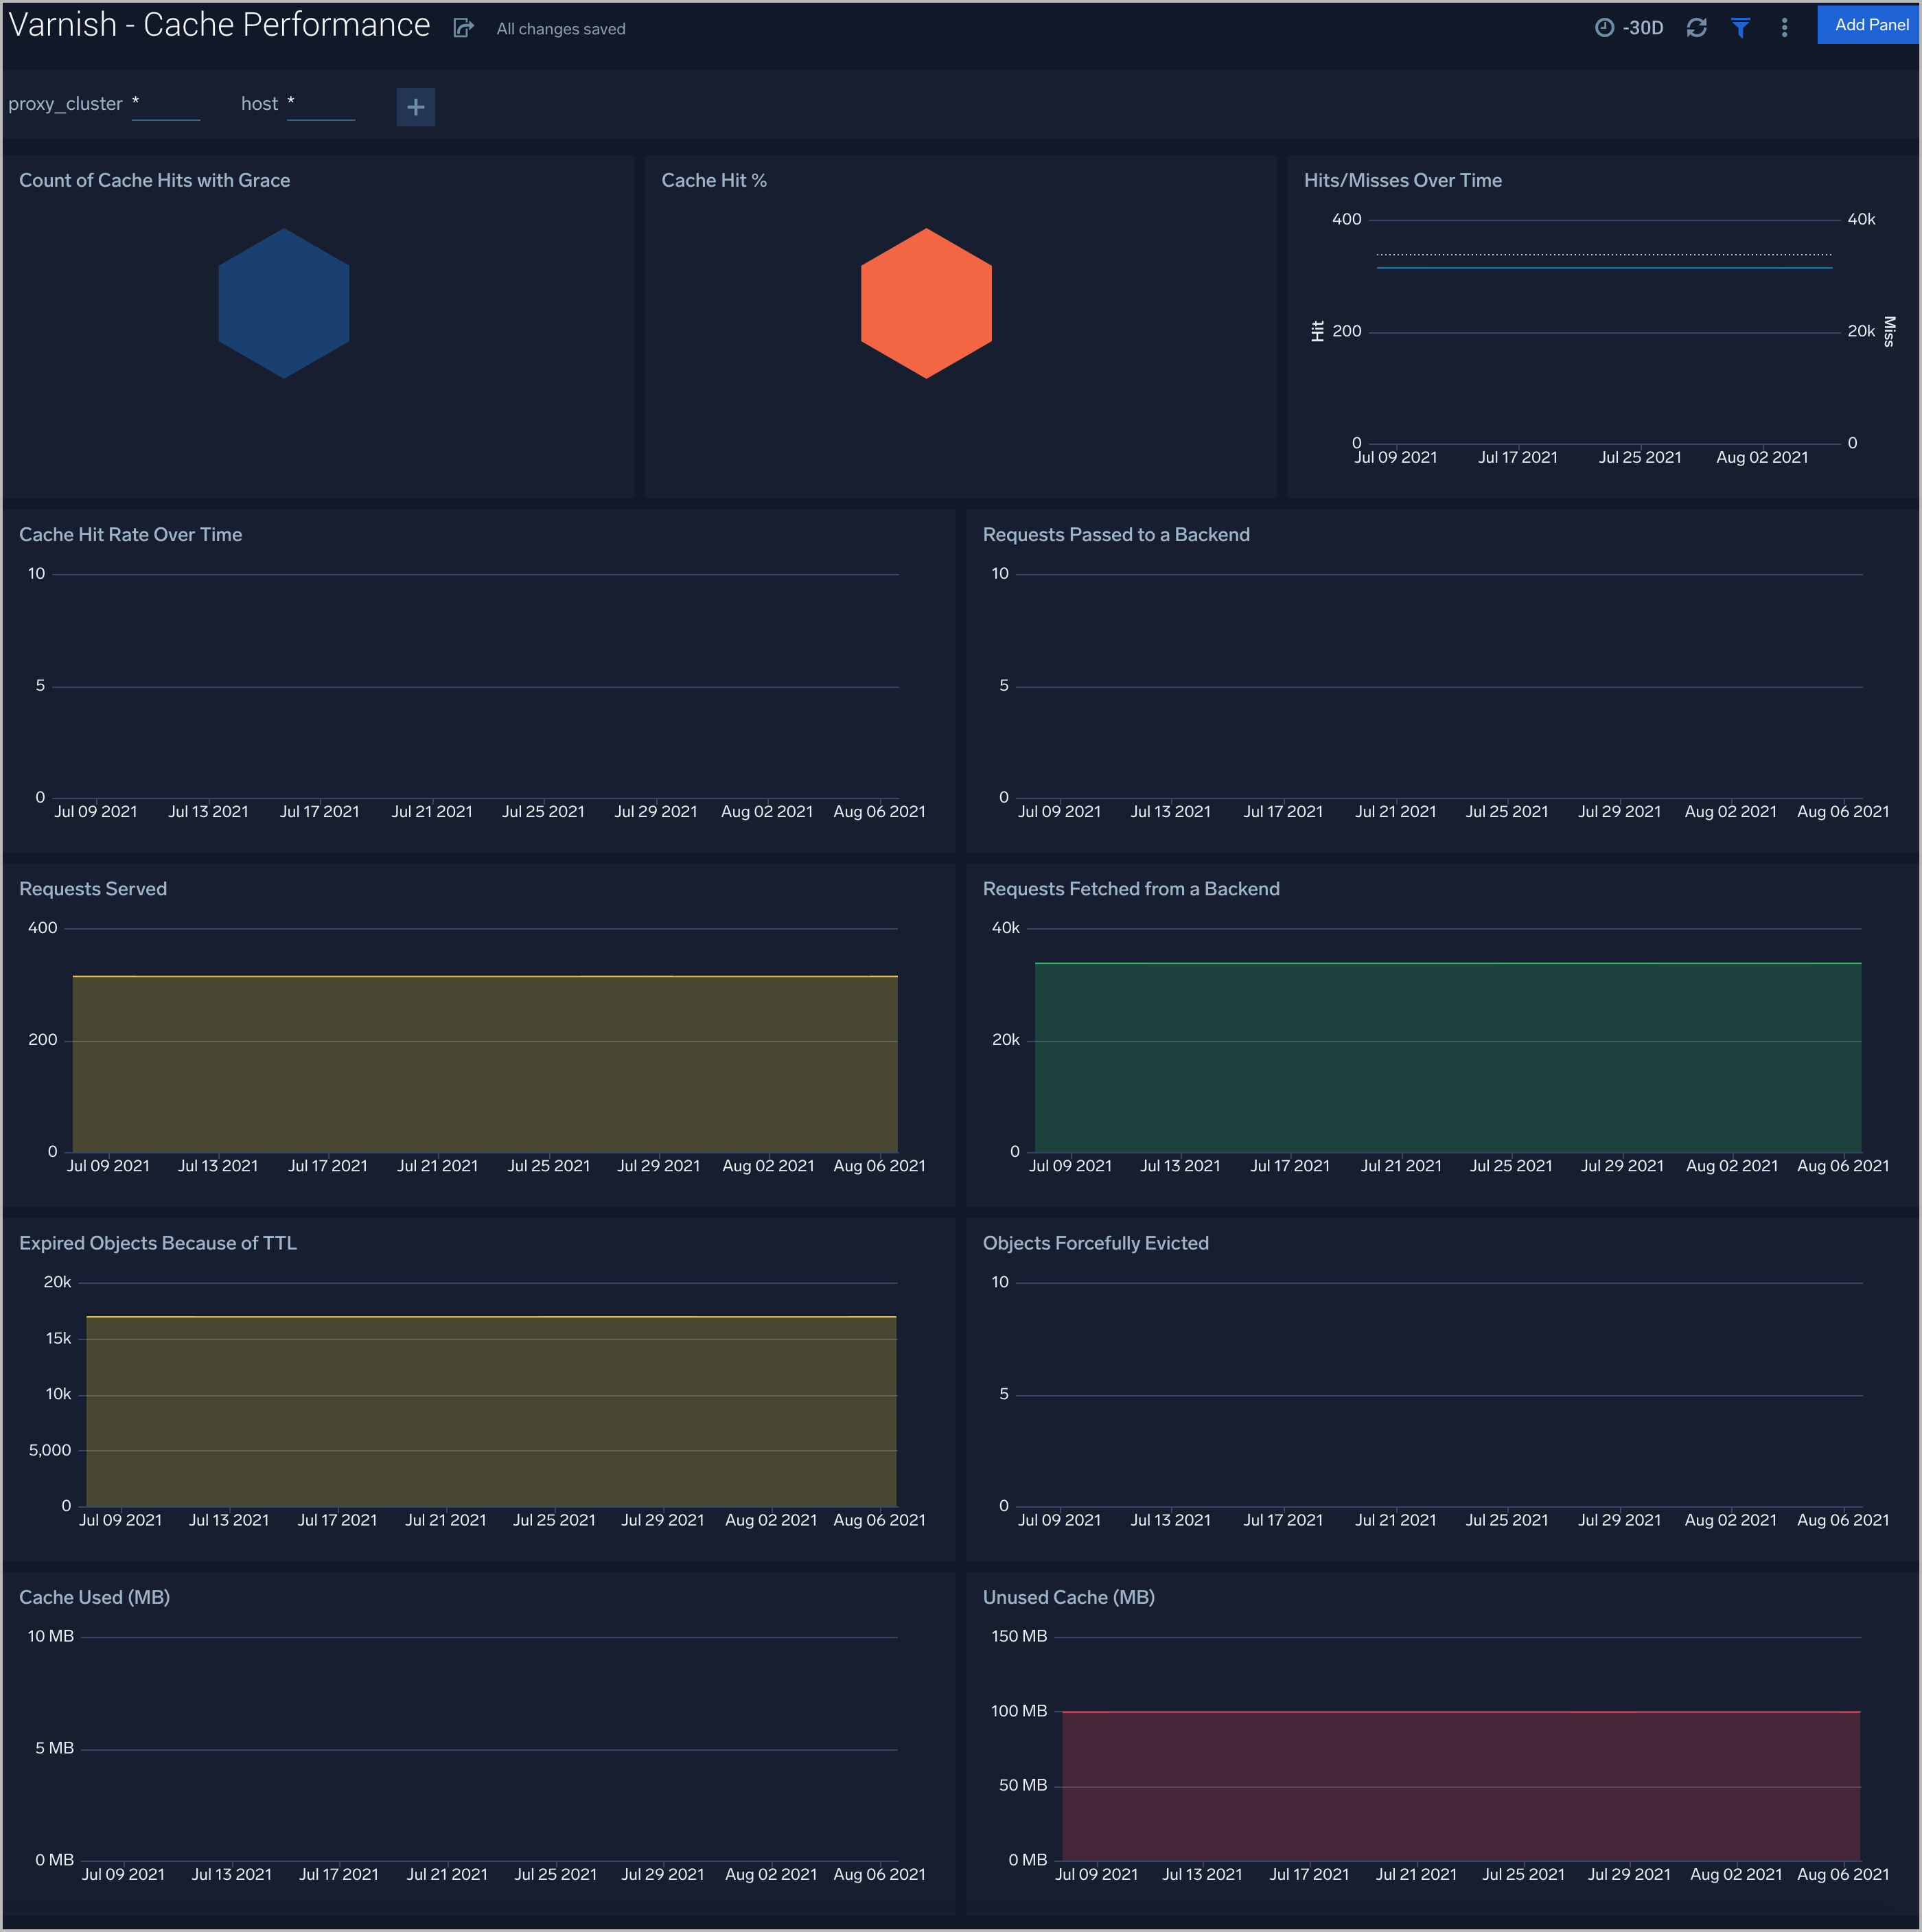 Varnish - Cache Performance All changes saved -30D Add Panel
proxy_cluster * host * +
Count of Cache Hits with Grace
Cache Hit %
Hits/Misses Over Time
400 40k
Hit 200 20k Miss
0 0
Jul 09 2021 Jul 17 2021 Jul 25 2021 Aug 02 2021
Cache Hit Rate Over Time
10
5
0
Jul 09 2021 Jul 13 2021 Jul 17 2021 Jul 21 2021 Jul 25 2021 Jul 29 2021 Aug 02 2021 Aug 06 2021
Requests Passed to a Backend
10
5
0
Jul 09 2021 Jul 13 2021 Jul 17 2021 Jul 21 2021 Jul 25 2021 Jul 29 2021 Aug 02 2021 Aug 06 2021
Requests Served
400
200
0
Jul 09 2021 Jul 13 2021 Jul 17 2021 Jul 21 2021 Jul 25 2021 Jul 29 2021 Aug 02 2021 Aug 06 2021
Requests Fetched from a Backend
40k
20k
0
Jul 09 2021 Jul 13 2021 Jul 17 2021 Jul 21 2021 Jul 25 2021 Jul 29 2021 Aug 02 2021 Aug 06 2021
Expired Objects Because of TTL
20k
15k
10k
5,000
0
Jul 09 2021 Jul 13 2021 Jul 17 2021 Jul 21 2021 Jul 25 2021 Jul 29 2021 Aug 02 2021 Aug 06 2021
Objects Forcefully Evicted
10
5
0
Jul 09 2021 Jul 13 2021 Jul 17 2021 Jul 21 2021 Jul 25 2021 Jul 29 2021 Aug 02 2021 Aug 06 2021
Cache Used (MB)
10 MB
5 MB
0 MB
Jul 09 2021 Jul 13 2021 Jul 17 2021 Jul 21 2021 Jul 25 2021 Jul 29 2021 Aug 02 2021 Aug 06 2021
Unused Cache (MB)
150 MB
100 MB
50 MB
0 MB
Jul 09 2021 Jul 13 2021 Jul 17 2021 Jul 21 2021 Jul 25 2021 Jul 29 2021 Aug 02 2021 Aug 06 2021